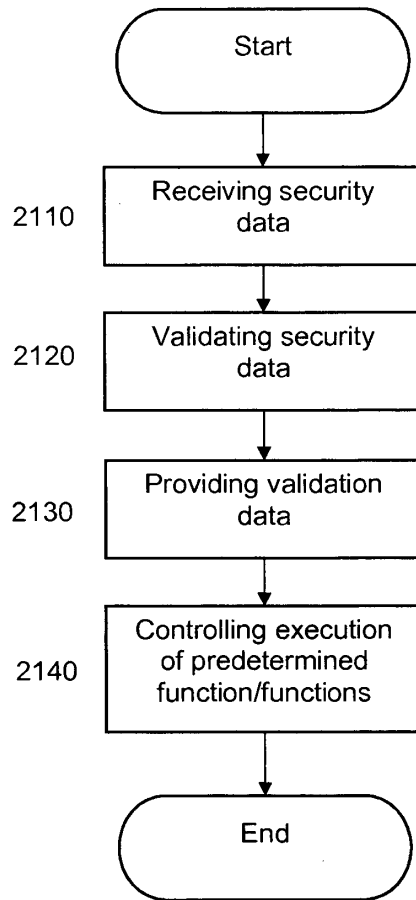 Start
2110
Receiving security
data
2120
Validating security
data
2130
Providing validation
data
2140
Controlling execution
of predetermined
function/functions
End